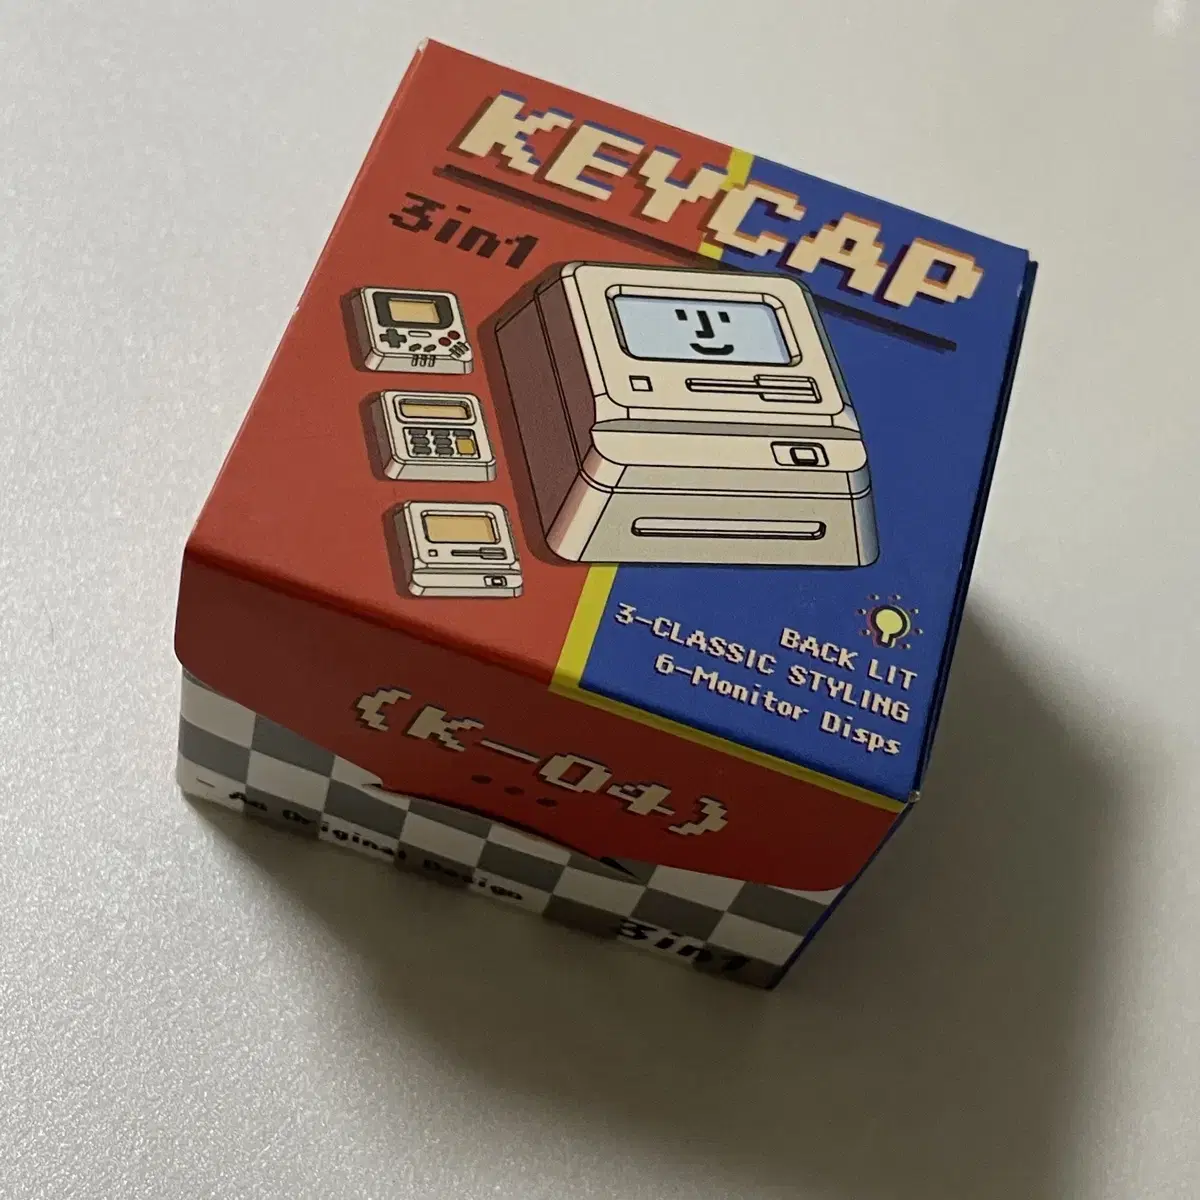 KEYCAP
3in1
BACK LIT
3-CLASSIC STYLING
6-Monitor Disps
{K-04}
- An Original Design
3in1